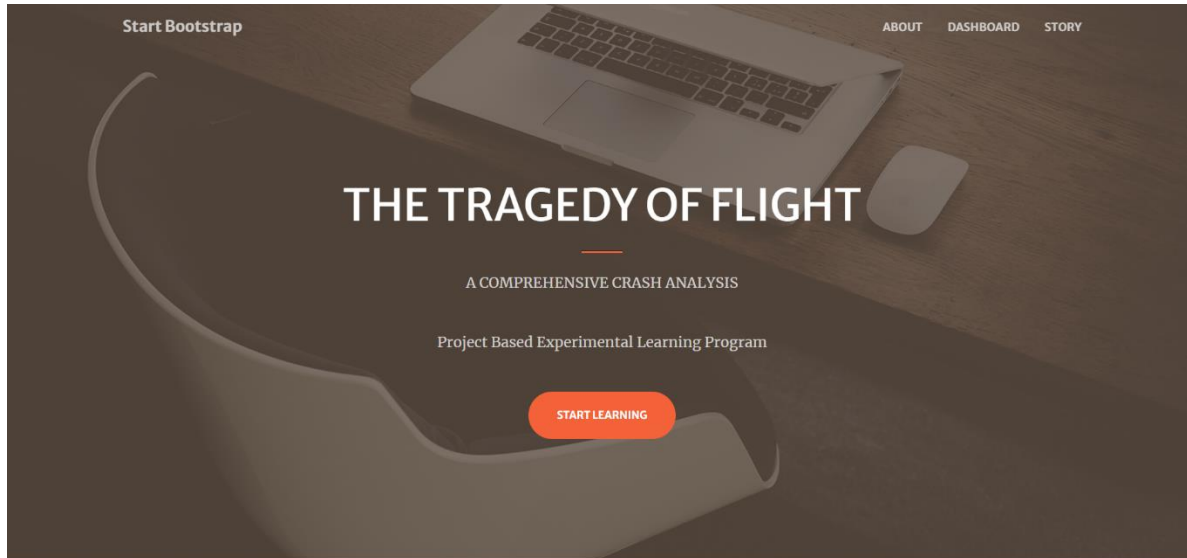 Start Bootstrap
ABOUT DASHBOARD STORY
THE TRAGEDY OF FLIGHT
A COMPREHENSIVE CRASH ANALYSIS
Project Based Experimental Learning Program
START LEARNING